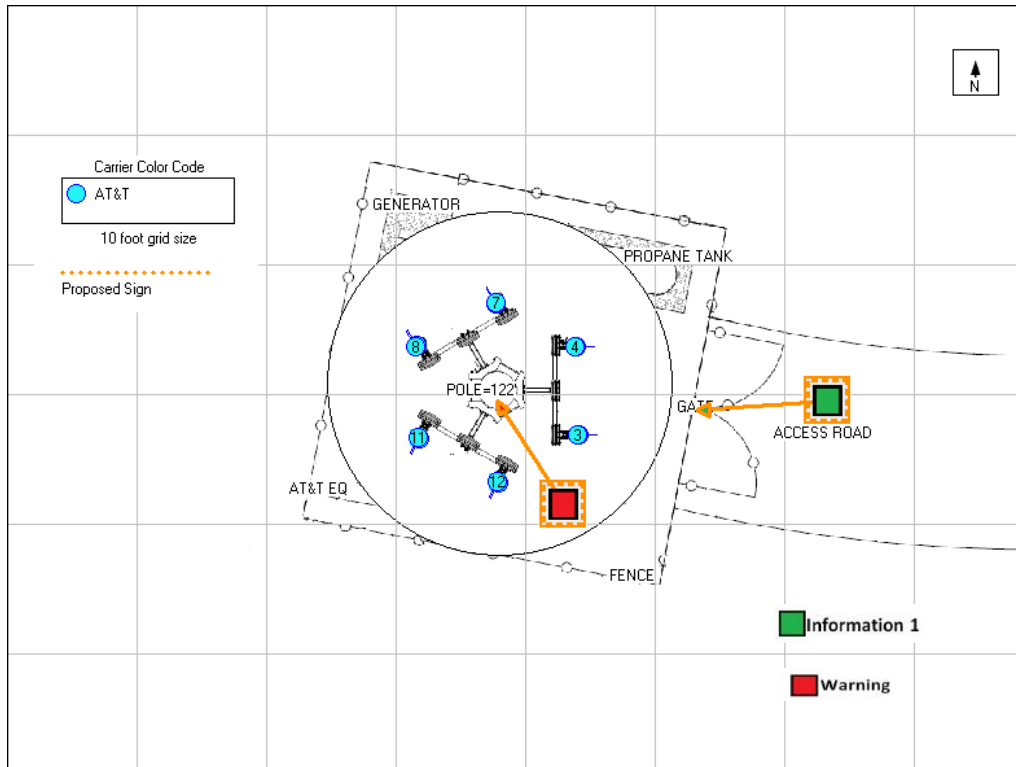 N
Carrier Color Code
AT&T
10 foot grid size
Proposed Sign
GENERATOR
PROPANE TANK
7
8
4
POLE=122'
GATE
ACCESS ROAD
11
3
12
AT&T EQ
FENCE
Information 1
Warning